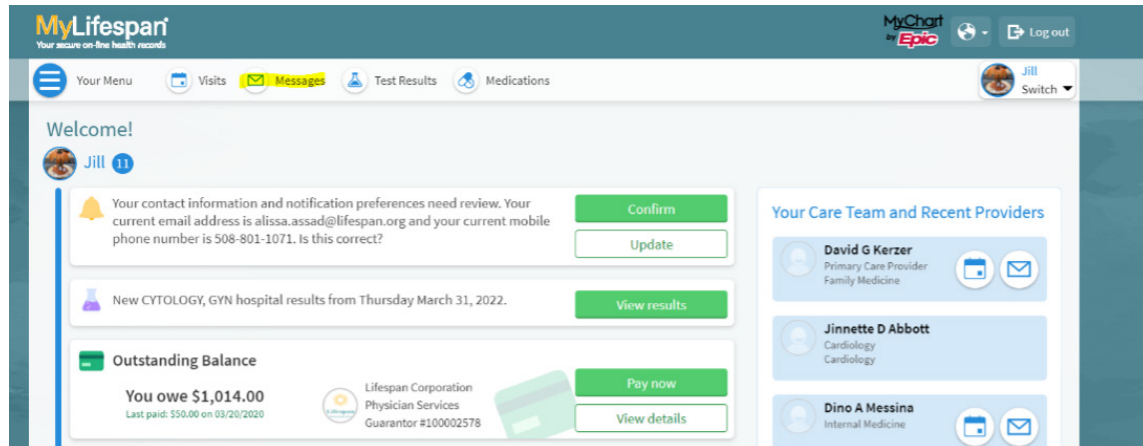 MyLifespan
Your secure on-line health records
MyChart
by Epic
Log out
Your Menu
Visits
Messages
Test Results
Medications
Jill
Switch
Welcome!
Jill 11
Your contact information and notification preferences need review. Your
current email address is alissa.assad@lifespan.org and your current mobile
phone number is 508-801-1071. Is this correct?
Confirm
Update
New CYTOLOGY, GYN hospital results from Thursday March 31, 2022.
View results
Outstanding Balance
You owe $1,014.00
Last paid: $50.00 on 03/20/2020
Lifespan Corporation
Physician Services
Guarantor #100002578
Pay now
View details
Your Care Team and Recent Providers
David G Kerzer
Primary Care Provider
Family Medicine
Jinnette D Abbott
Cardiology
Cardiology
Dino A Messina
Internal Medicine